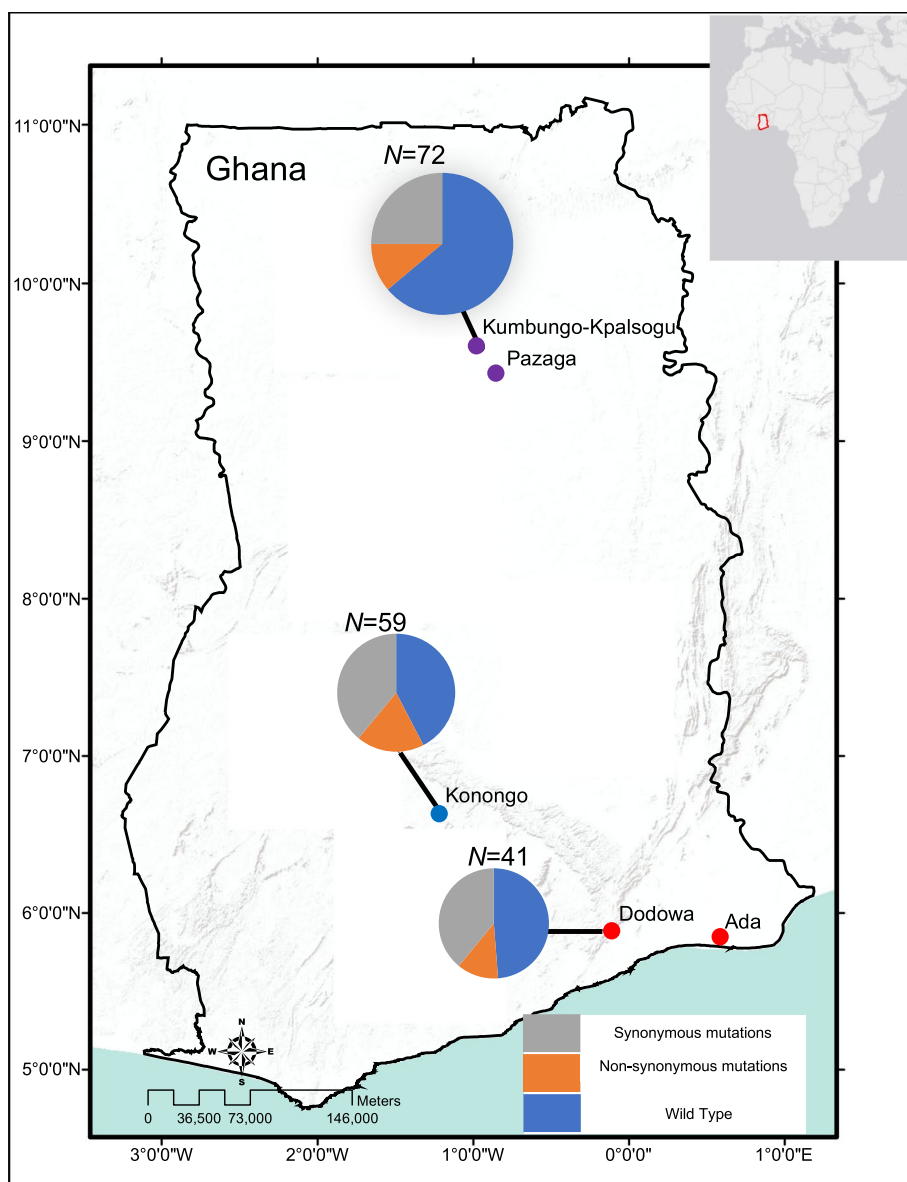 Ghana
N=72
11°0'0"N
10°0'0"N
Kumbungo-Kpalsogu
Pazaga
9°0'0"N
8°0'0"N
N=59
7°0'0"N
Konongo
N=41
6°0'0"N
Dodowa
Ada
5°0'0"N
N
W
E
S
Meters
0 36,500 73,000 146,000
Synonymous mutations
Non-synonymous mutations
Wild Type
3°0'0"W 2°0'0"W 1°0'0"W 0°0'0" 1°0'0"E